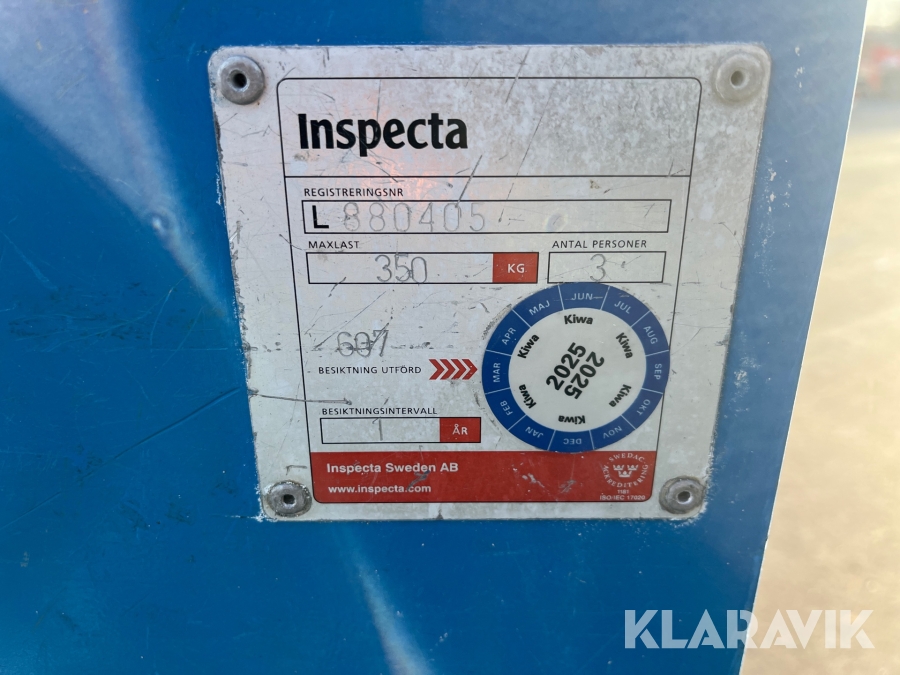 Inspecta
REGISTRERINGSNR
L 880405
MAXLAST
ANTAL PERSONER
350 KG
3
607
BESIKTNING UTFÖRD
BESIKTNINGSINTERVALL
1 ÅR
JAN FEB MAR APR MAJ JUN JUL AUG SEP OKT NOV DEC
Kiwa Kiwa Kiwa Kiwa Kiwa Kiwa
2025
2025
Inspecta Sweden AB
www.inspecta.com
SWEDAC ACKREDITERING
ISO/IEC 17020
KLARAVIK